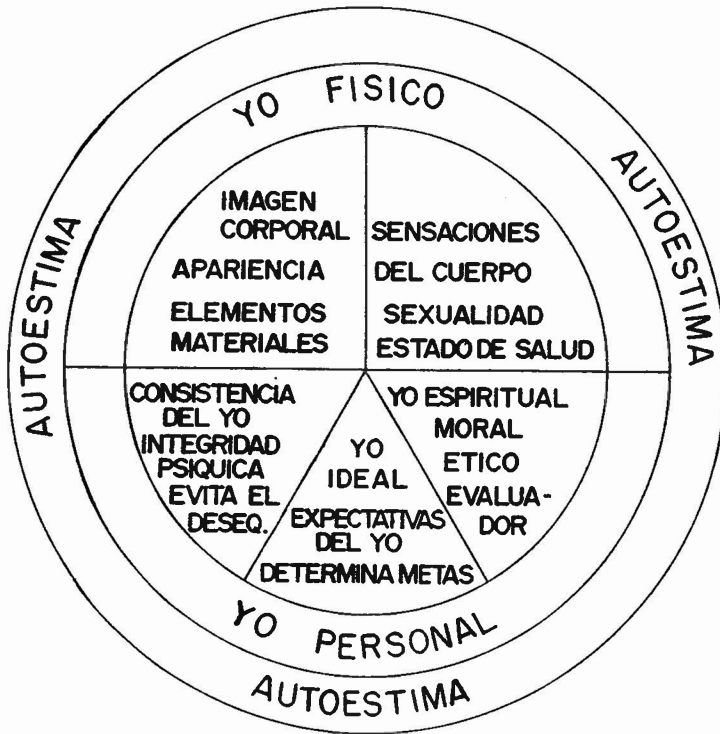 YO FISICO
AUTOESTIMA
AUTOESTIMA
IMAGEN
CORPORAL
APARIENCIA
ELEMENTOS
MATERIALES
SENSACIONES
DEL CUERPO
SEXUALIDAD
ESTADO DE SALUD
CONSISTENCIA
DEL YO
INTEGRIDAD
PSIQUICA
EVITA EL
DESEQ.
YO
IDEAL
EXPECTATIVAS
DEL YO
DETERMINA METAS
YO ESPIRITUAL
MORAL
ETICO
EVALUA-
DOR
YO PERSONAL
AUTOESTIMA